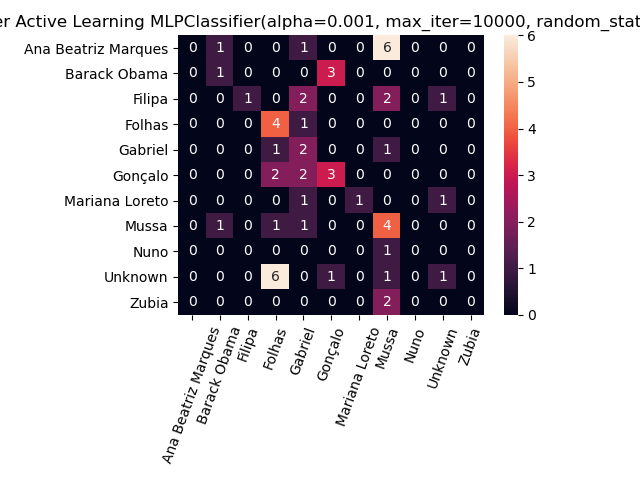 er Active Learning MLPClassifier(alpha=0.001, max_iter=10000, random_stat
Ana Beatriz Marques 0 1 0 0 1 0 0 6 0 0 0
Barack Obama 0 1 0 0 0 3 0 0 0 0 0
Filipa 0 0 1 0 2 0 0 2 0 1 0
Folhas 0 0 0 4 1 0 0 0 0 0 0
Gabriel 0 0 0 1 2 0 0 1 0 0 0
Gonçalo 0 0 0 2 2 3 0 0 0 0 0
Mariana Loreto 0 0 0 0 1 0 1 0 0 1 0
Mussa 0 1 0 1 1 0 0 4 0 0 0
Nuno 0 0 0 0 0 0 0 1 0 0 0
Unknown 0 0 0 6 0 1 0 1 0 1 0
Zubia 0 0 0 0 0 0 0 2 0 0 0
Ana Beatriz Marques
Barack Obama
Filipa
Folhas
Gabriel
Gonçalo
Mariana Loreto
Mussa
Nuno
Unknown
Zubia
6
5
4
3
2
1
0